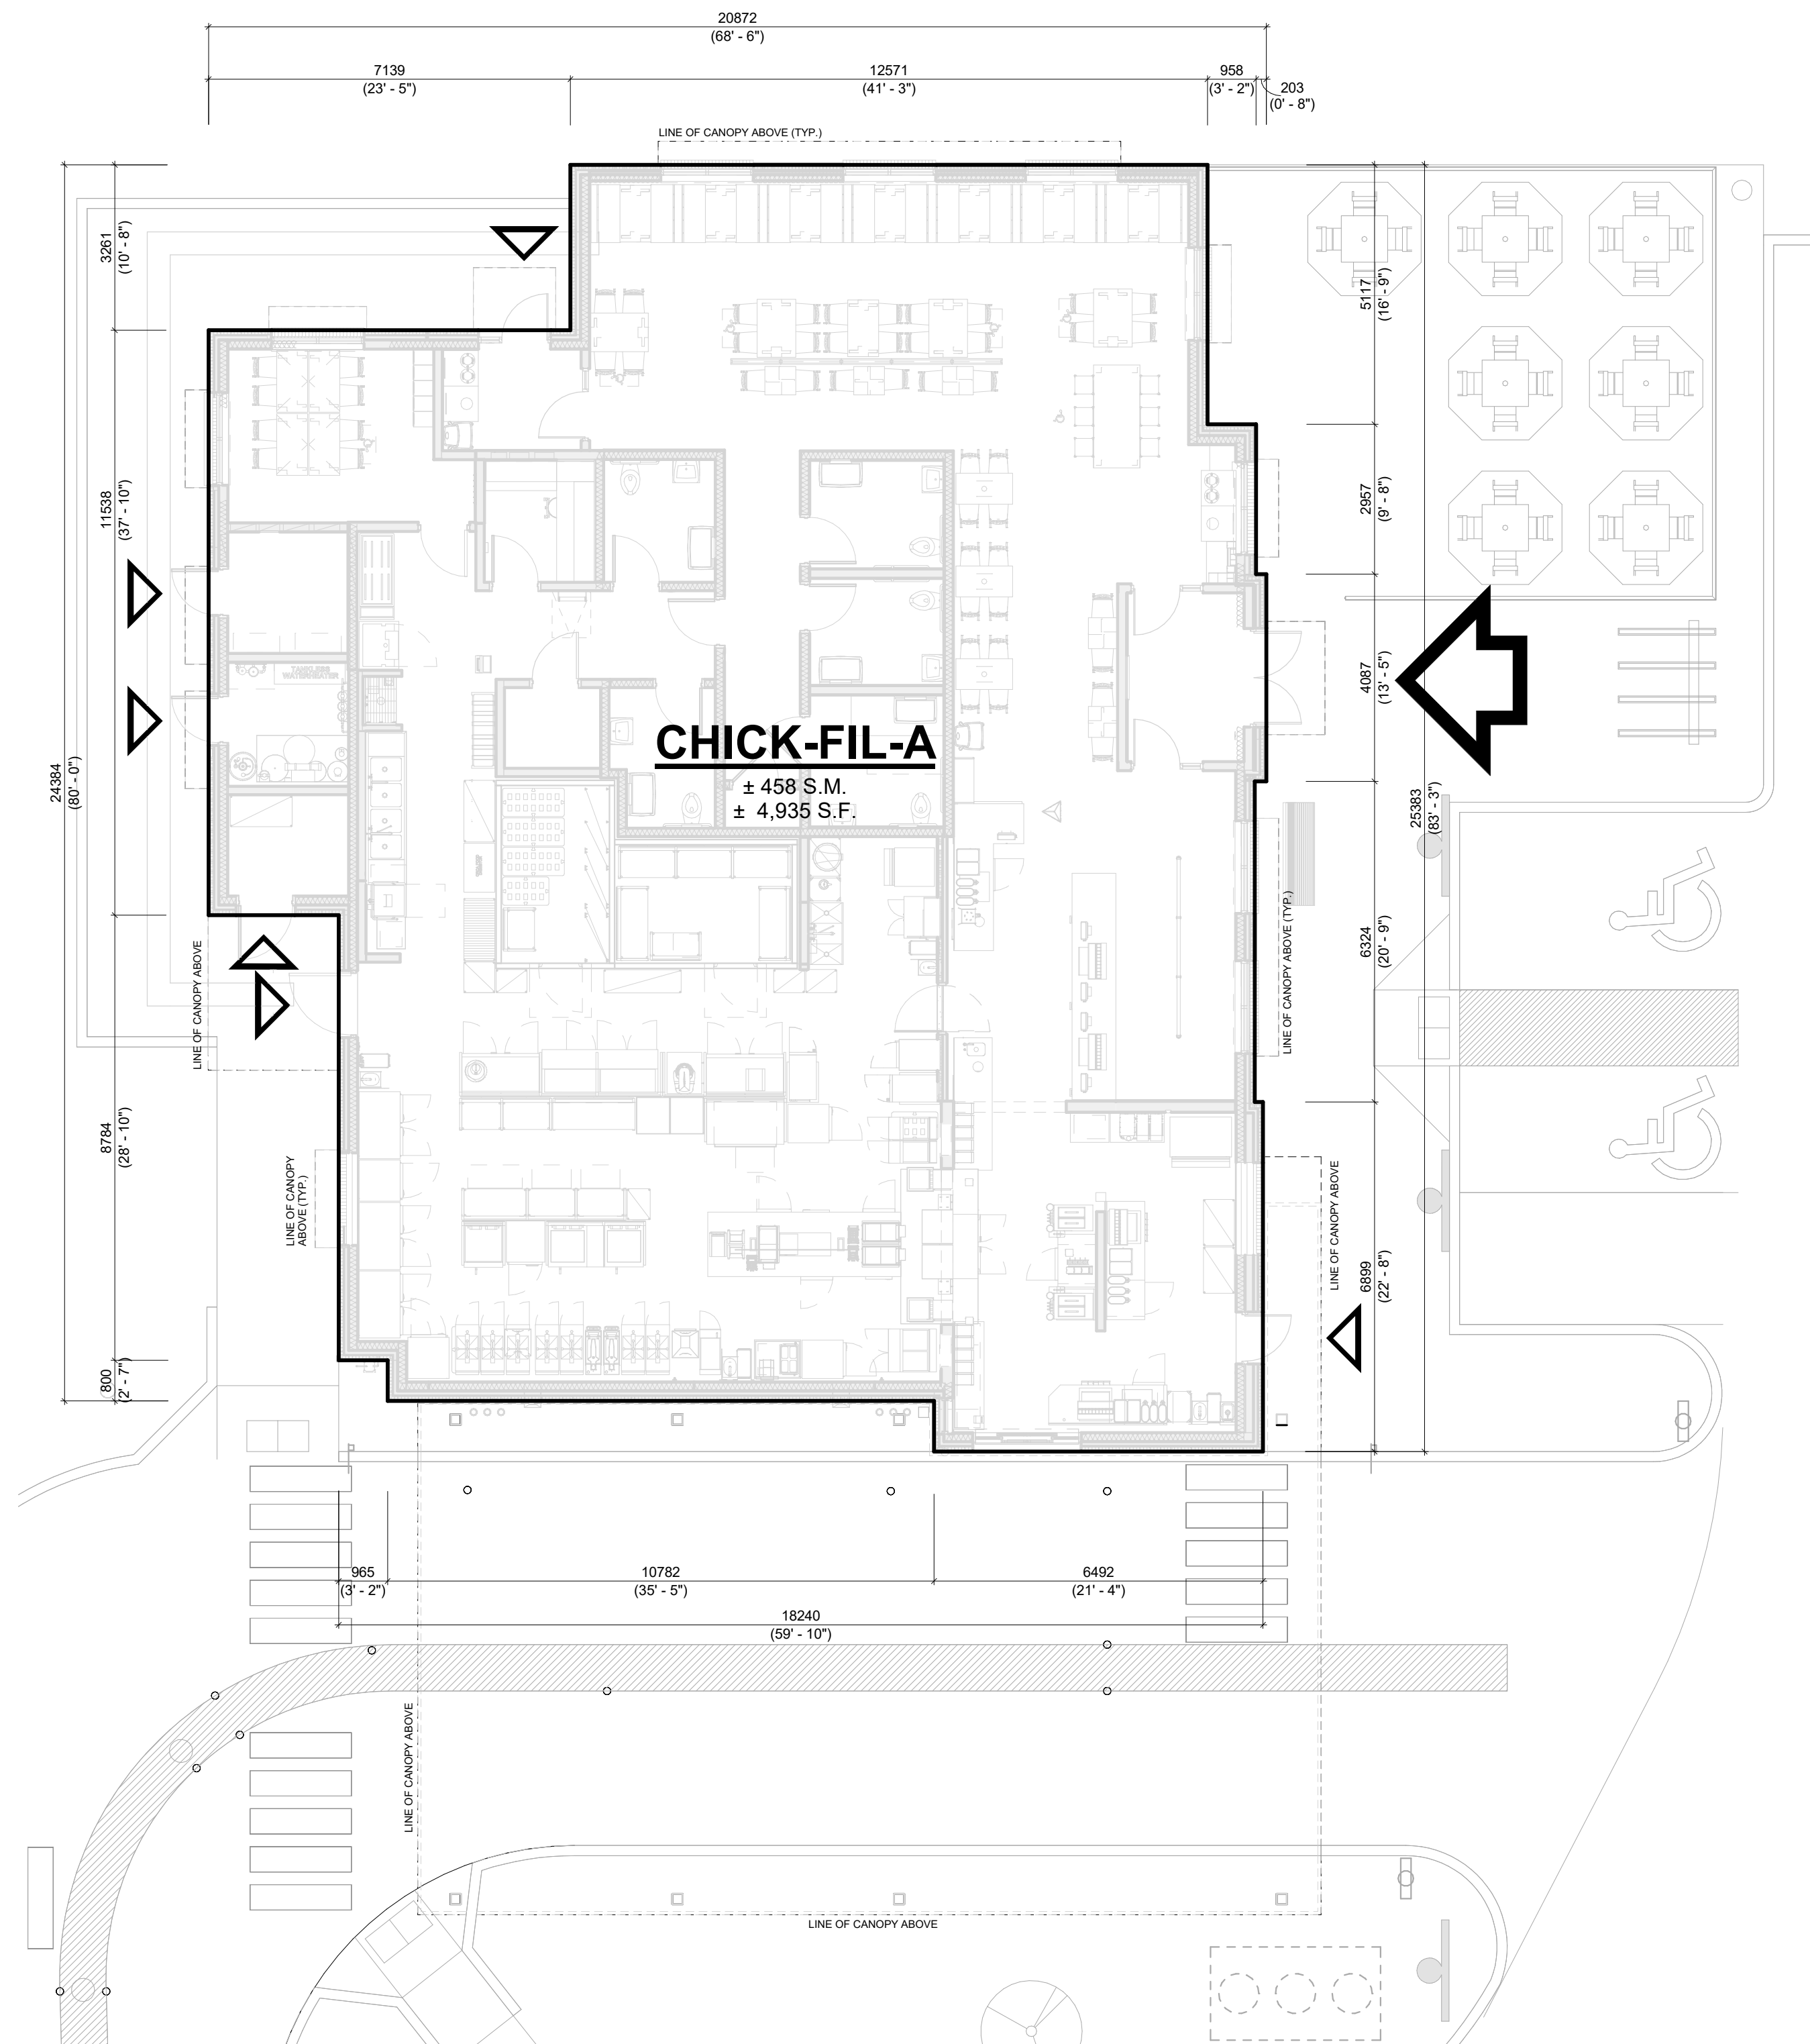 20872
(68' - 6")
7139
(23' - 5")
12571
(41' - 3")
958
(3' - 2")
203
(0' - 8")
LINE OF CANOPY ABOVE (TYP.)
3261
(10' - 8")
5117
(16' - 9")
11538
(37' - 10")
2957
(9' - 8")
TANKLESS
WATERHEATER
4087
(13' - 5")
24384
(80' - 0")
CHICK-FIL-A
± 458 S.M.
± 4,935 S.F.
25383
(83' - 3")
LINE OF CANOPY ABOVE
6324
(20' - 9")
LINE OF CANOPY ABOVE (TYP.)
8784
(28' - 10")
LINE OF CANOPY
ABOVE (TYP.)
LINE OF CANOPY ABOVE
6899
(22' - 8")
800
(2' - 7")
965
(3' - 2")
10782
(35' - 5")
6492
(21' - 4")
18240
(59' - 10")
LINE OF CANOPY ABOVE
LINE OF CANOPY ABOVE